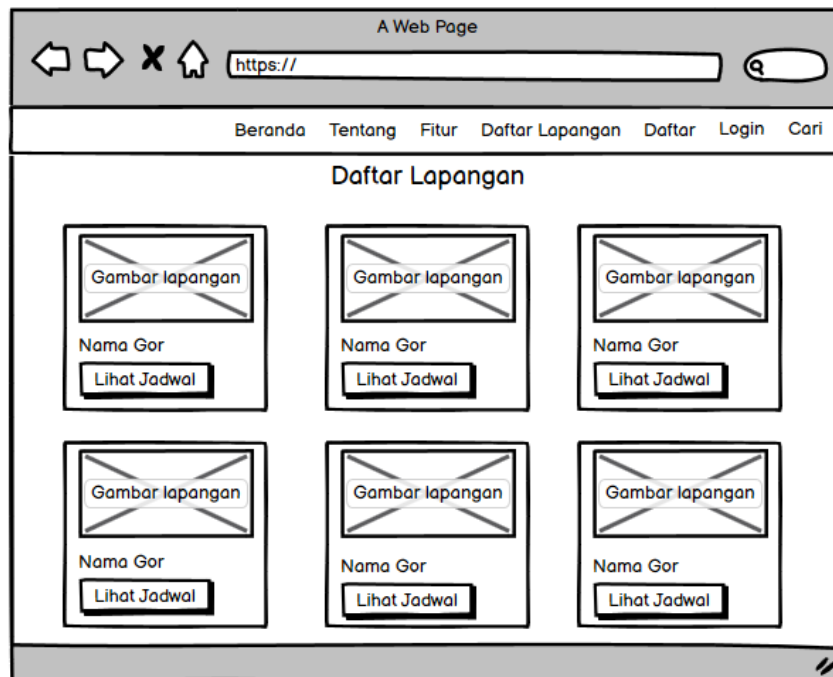 A Web Page
https://
Beranda Tentang Fitur Daftar Lapangan Daftar Login Cari
Daftar Lapangan
Gambar lapangan Gambar lapangan Gambar lapangan
Nama Gor Nama Gor Nama Gor
Lihat Jadwal Lihat Jadwal Lihat Jadwal
Gambar lapangan Gambar lapangan Gambar lapangan
Nama Gor Nama Gor Nama Gor
Lihat Jadwal Lihat Jadwal Lihat Jadwal